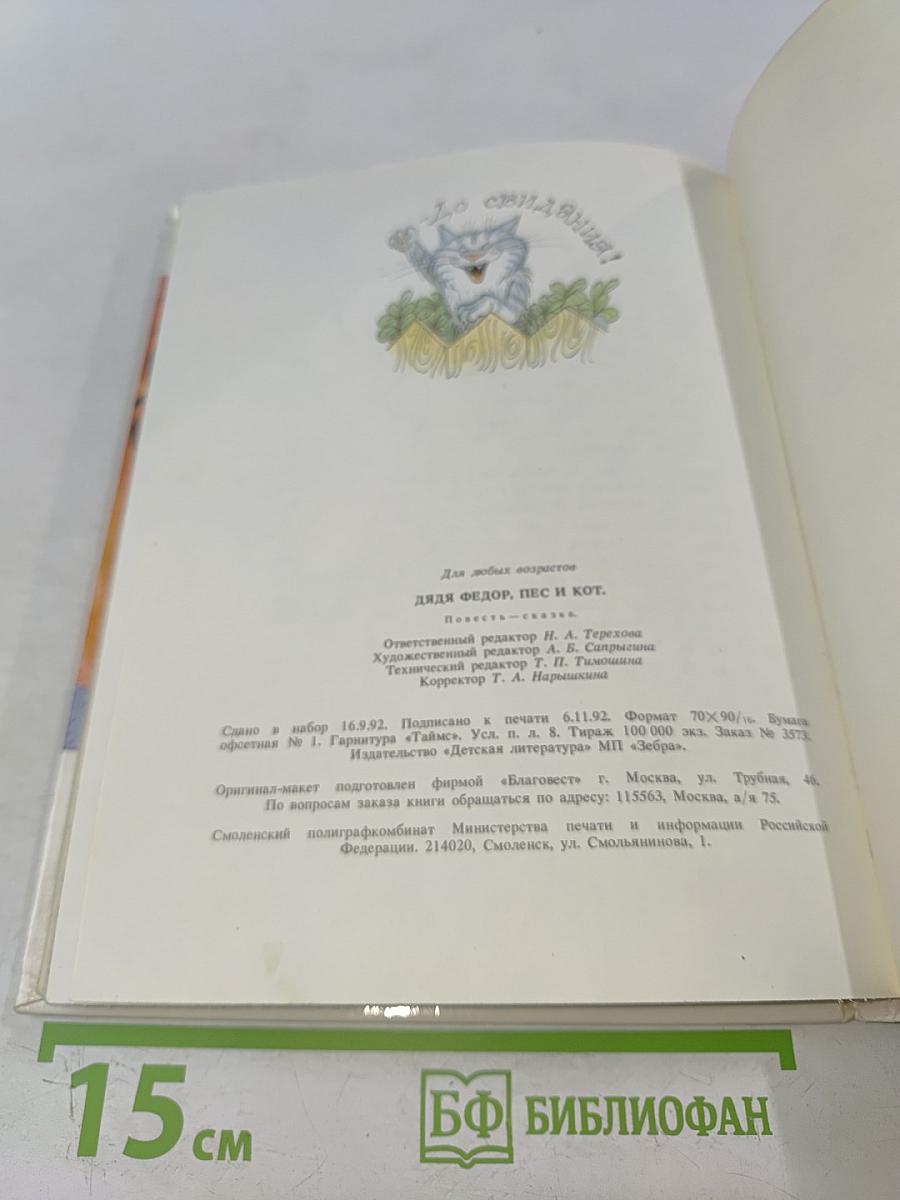 -До свидания!
Для любых возрастов
ДЯДЯ ФЕДОР, ПЕС И КОТ.
Повесть—сказка.
Ответственный редактор Н. А. Терехова
Художественный редактор А. Б. Сапрыгина
Технический редактор Т. П. Тимошина
Корректор Т. А. Нарышкина
Сдано в набор 16.9.92. Подписано к печати 6.11.92. Формат 70×90/16. Бумага
офсетная № 1. Гарнитура «Таймс». Усл. п. л. 8. Тираж 100 000 экз. Заказ № 3573.
Издательство «Детская литература» МП «Зебра».
Оригинал-макет подготовлен фирмой «Благовест» г. Москва, ул. Трубная, 46.
По вопросам заказа книги обращаться по адресу: 115563, Москва, а/я 75.
Смоленский полиграфкомбинат Министерства печати и информации Российской
Федерации. 214020, Смоленск, ул. Смольянинова, 1.
15 см
БФ БИБЛИОФАН